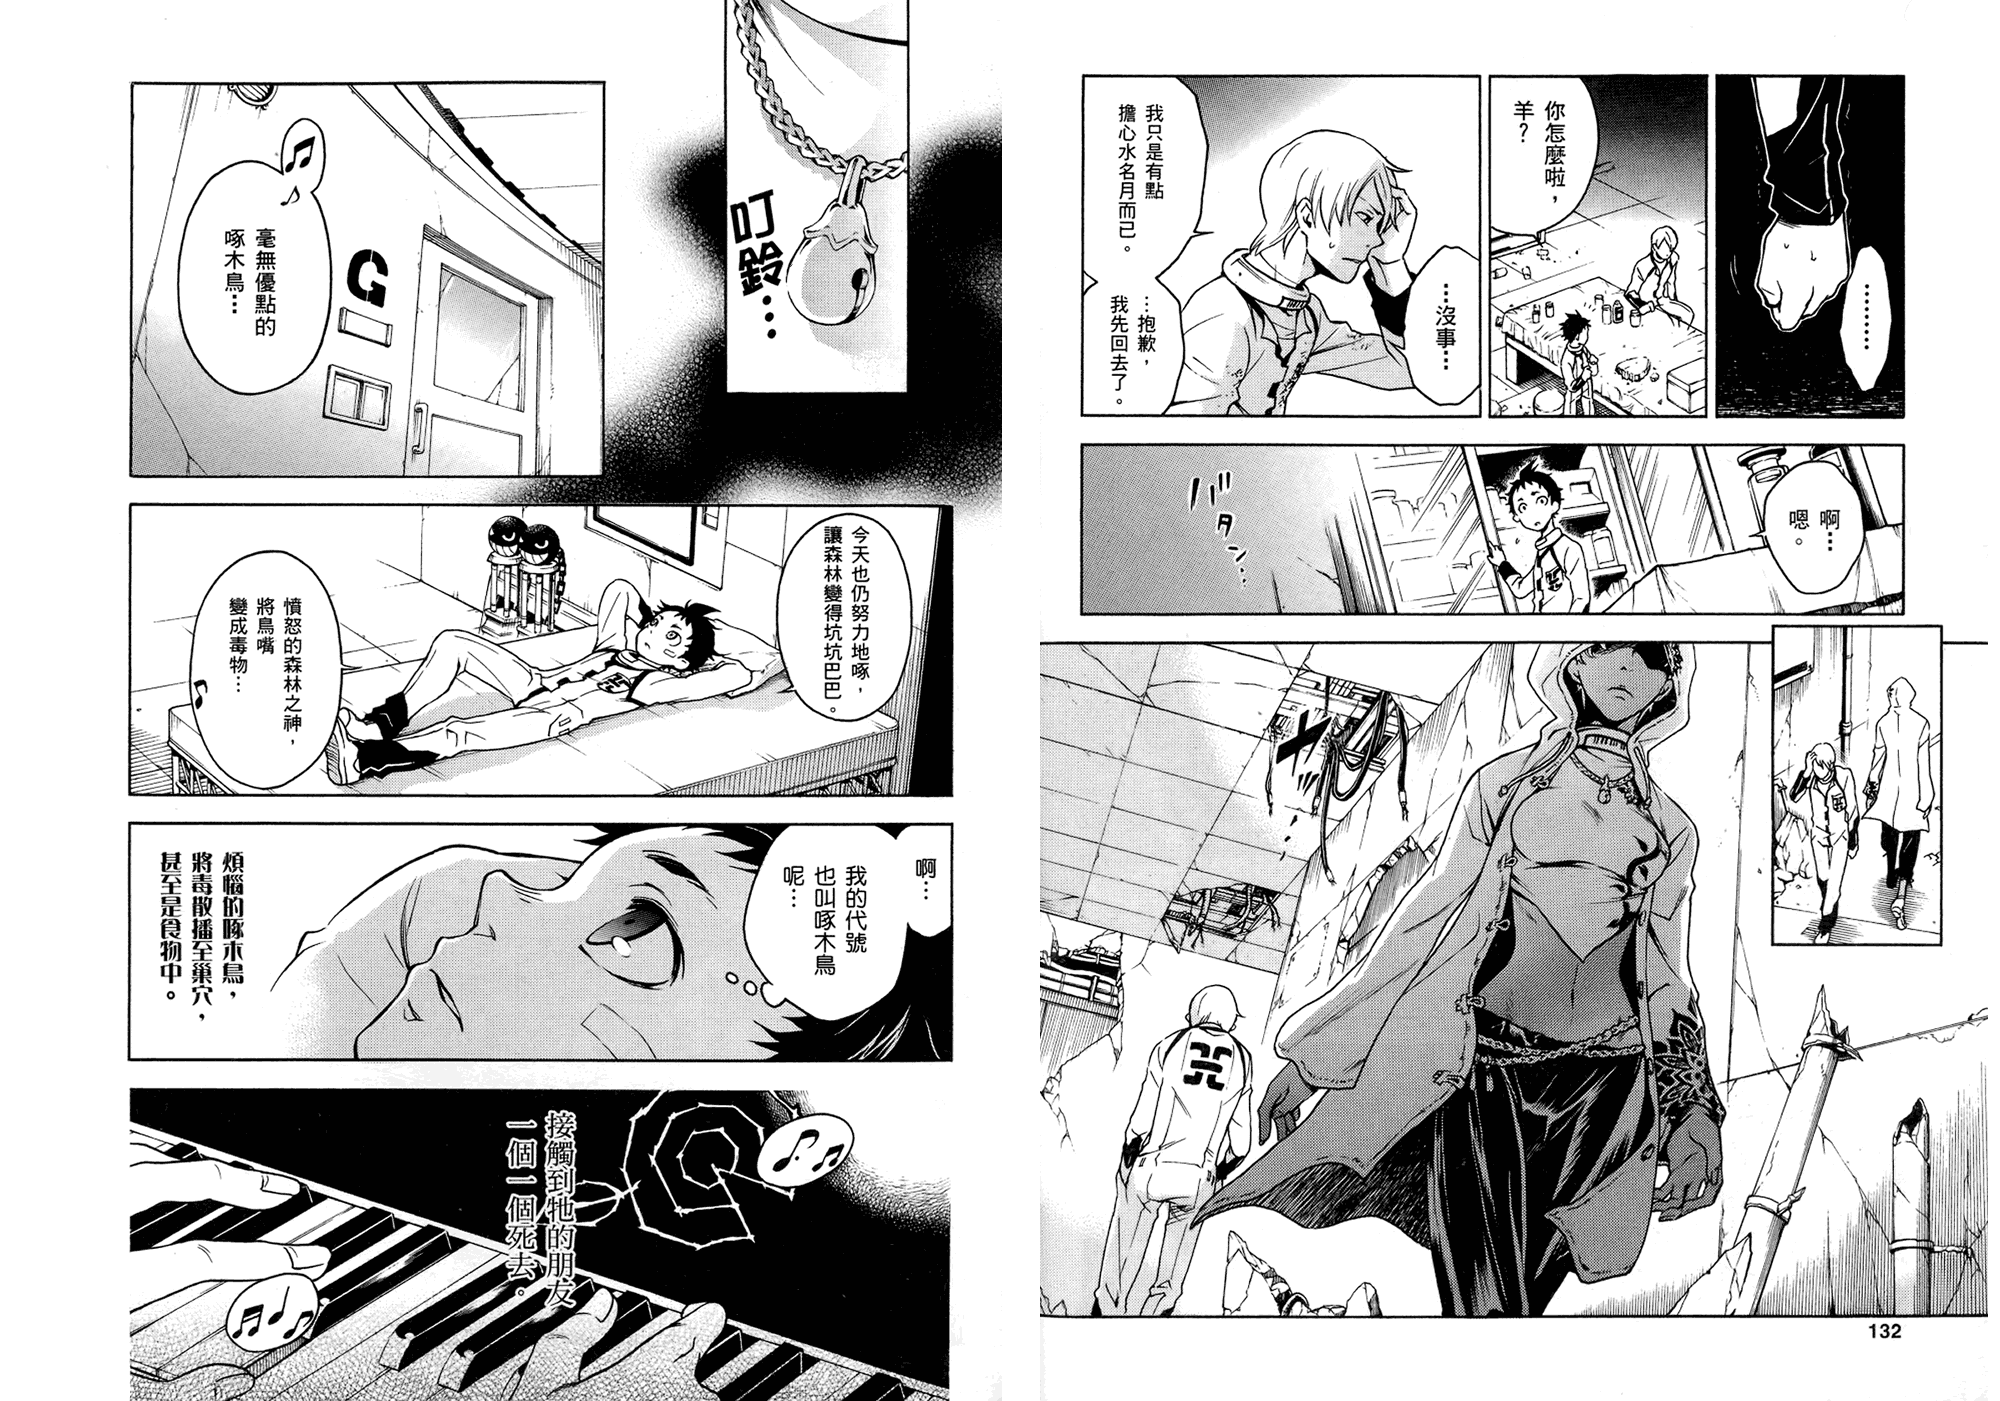 ………
你怎麼啦，
羊？
…沒事…
我只是有點
擔心水名月而已。
…抱歉，
我先回去了。
啊…
嗯。
バタン…
ドッ…
132
叮鈴…
G
毫無優點的
啄木鳥…
今天也仍努力地啄，
讓森林變得坑坑巴巴。
憤怒的森林之神，
將鳥嘴
變成毒物…
啊…
我的代號
也叫啄木鳥
呢…
煩惱的啄木鳥，
將毒散播至巢穴，
甚至是食物中。
接觸到牠的朋友
一個一個死去。